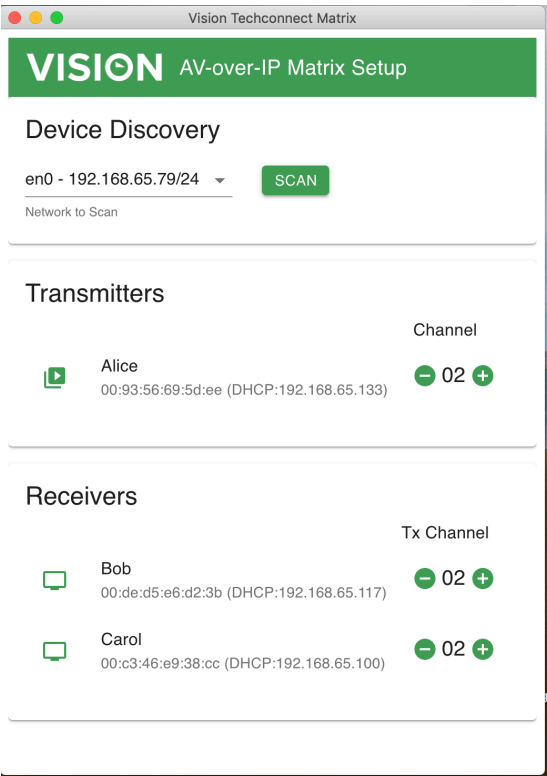 Vision Techconnect Matrix
VISION AV-over-IP Matrix Setup
Device Discovery
en0 - 192.168.65.79/24 SCAN
Network to Scan
Transmitters
Channel
Alice
00:93:56:69:5d:ee (DHCP:192.168.65.133)
02
Receivers
Tx Channel
Bob
00:de:d5:e6:d2:3b (DHCP:192.168.65.117)
02
Carol
00:c3:46:e9:38:cc (DHCP:192.168.65.100)
02